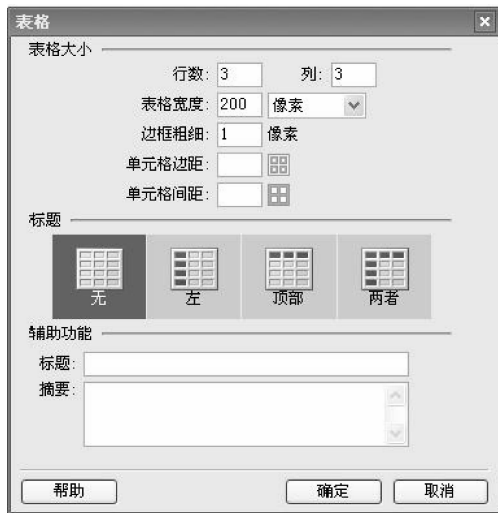 表格
表格大小
行数: 3 列: 3
表格宽度: 200 像素
边框粗细: 1 像素
单元格边距:
单元格间距:
标题
无 左 顶部 两者
辅助功能
标题:
摘要:
帮助 确定 取消